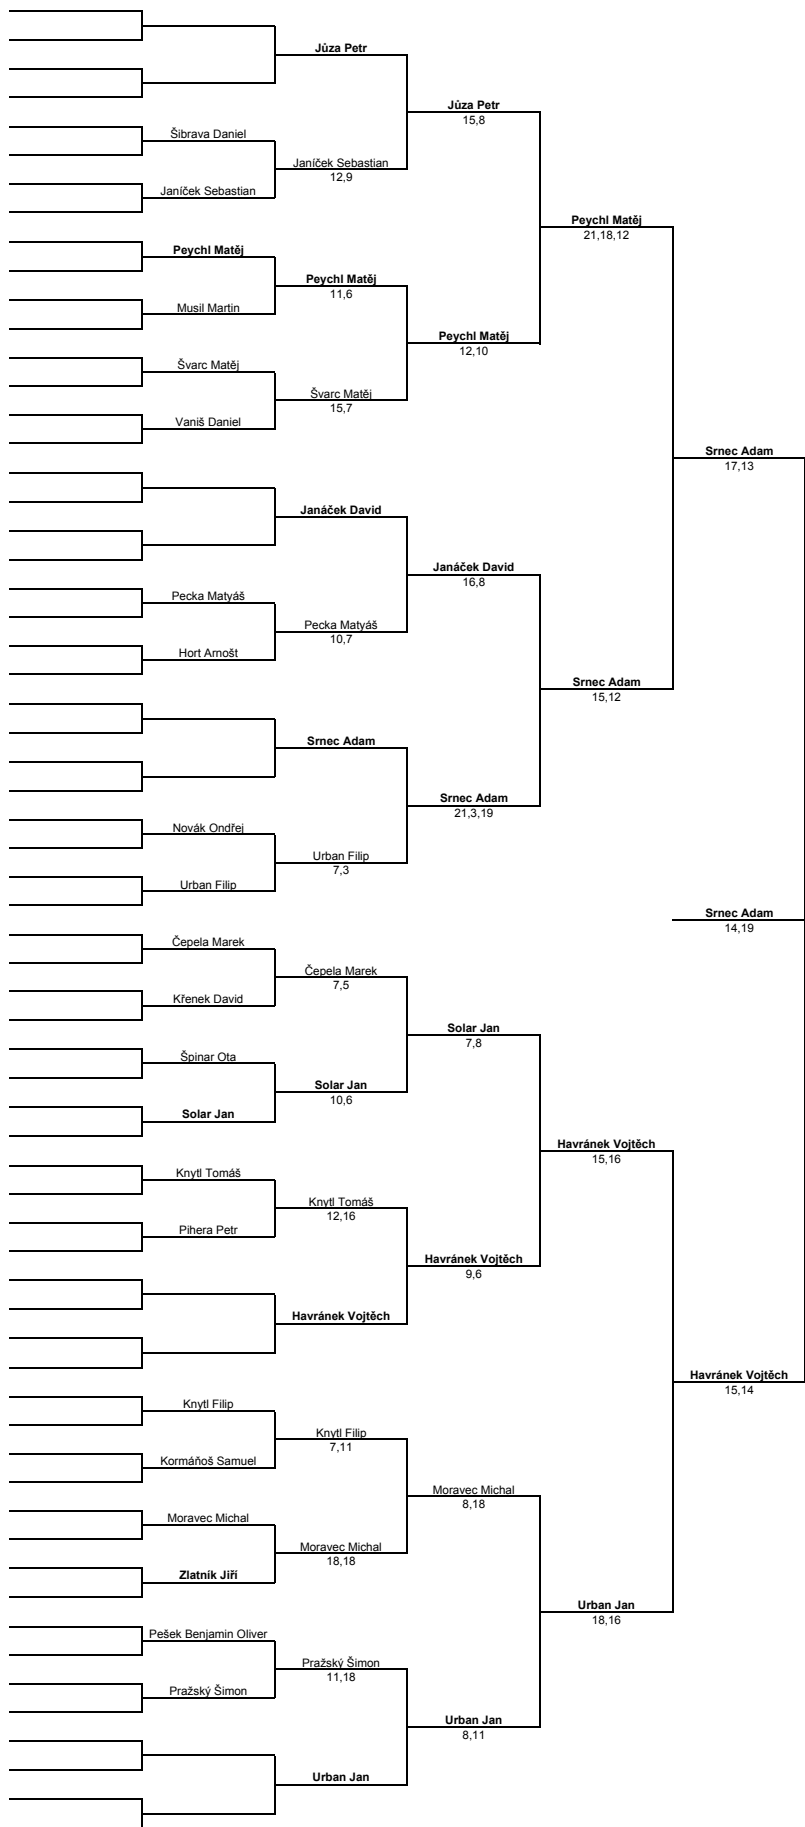 Jůza Petr
Jůza Petr
15,8
Šibrava Daniel
Janíček Sebastian
12,9
Janíček Sebastian
Peychl Matěj
21,18,12
Peychl Matěj
Peychl Matěj
11,6
Musil Martin
Peychl Matěj
12,10
Švarc Matěj
Švarc Matěj
15,7
Vaniš Daniel
Srnec Adam
17,13
Janáček David
Janáček David
16,8
Pecka Matyáš
Pecka Matyáš
10,7
Hort Arnošt
Srnec Adam
15,12
Srnec Adam
Srnec Adam
21,3,19
Novák Ondřej
Urban Filip
7,3
Urban Filip
Srnec Adam
14,19
Čepela Marek
Čepela Marek
7,5
Křenek David
Solar Jan
7,8
Špinar Ota
Solar Jan
10,6
Solar Jan
Havránek Vojtěch
15,16
Knytl Tomáš
Knytl Tomáš
12,16
Pihera Petr
Havránek Vojtěch
9,6
Havránek Vojtěch
Havránek Vojtěch
15,14
Knytl Filip
Knytl Filip
7,11
Kormáňoš Samuel
Moravec Michal
8,18
Moravec Michal
Moravec Michal
18,18
Zlatník Jiří
Urban Jan
18,16
Pešek Benjamin Oliver
Pražský Šimon
11,18
Pražský Šimon
Urban Jan
8,11
Urban Jan